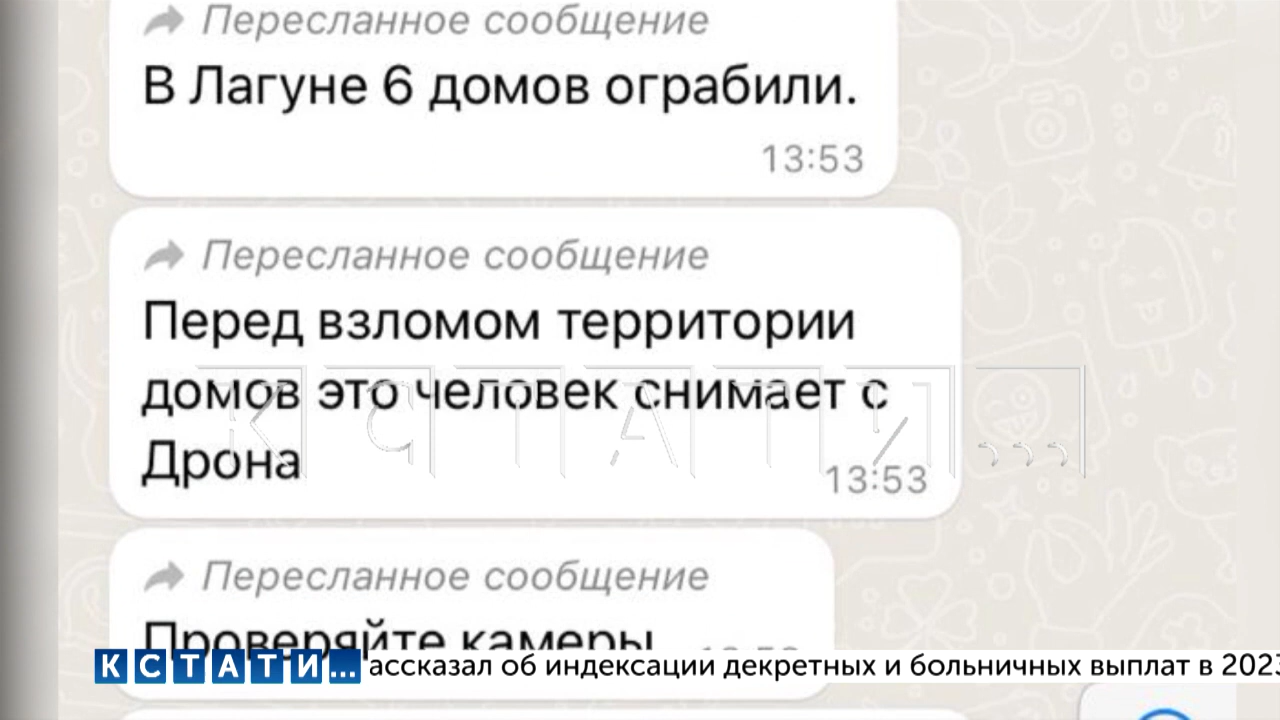 Пересланное сообщение
В Лагуне 6 домов ограбили.
13:53
Пересланное сообщение
Перед взломом территории
домов это человек снимает с
Дрона
13:53
КСТАТИ...
Пересланное сообщение
Проверяйте камеры
КСТАТИ...
ассказал об индексации декретных и больничных выплат в 2023